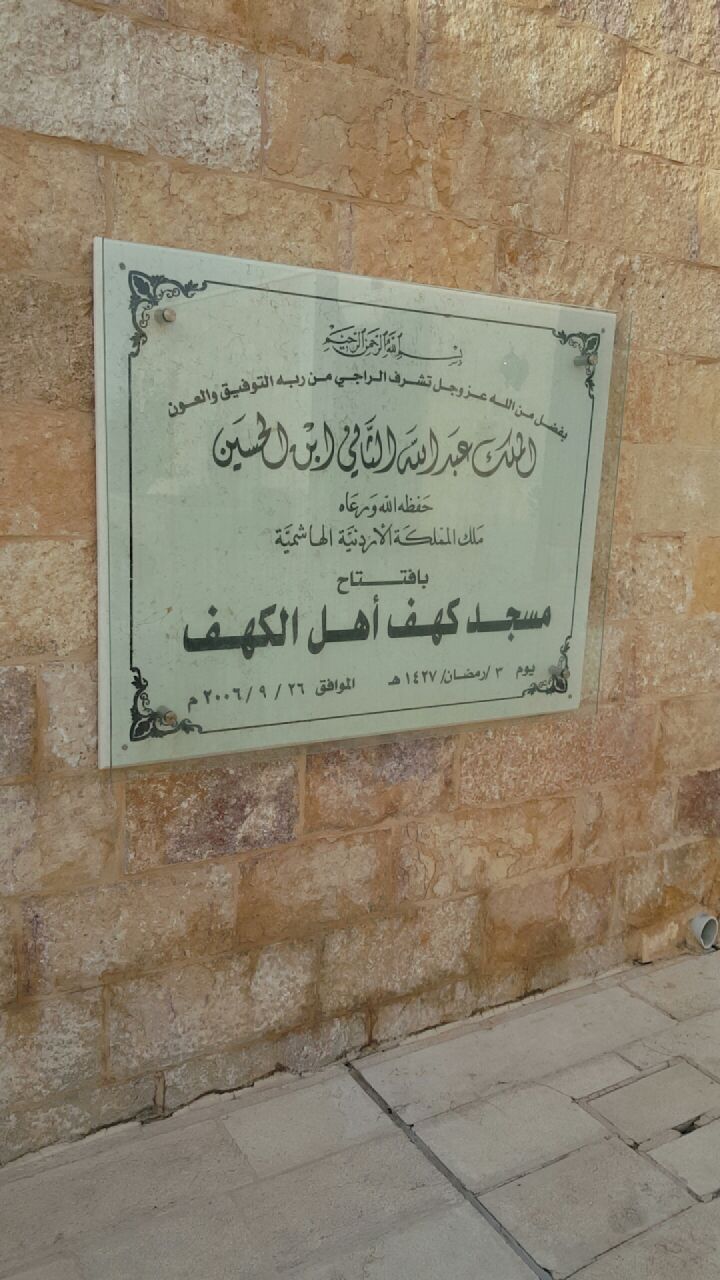 بسم الله الرحمن الرحيم
بفضل من الله عز وجل تشرف الراجي من ربه التوفيق والعون
الملك عبد الله الثاني ابن الحسين
حفظه الله ورعاه
ملك المملكة الأردنية الهاشمية
بافتتاح
مسجد كهف أهل الكهف
يوم ٣ /رمضان/ ١٤٢٧ هـ الموافق ٢٦ / ٩ / ٢٠٠٦ م